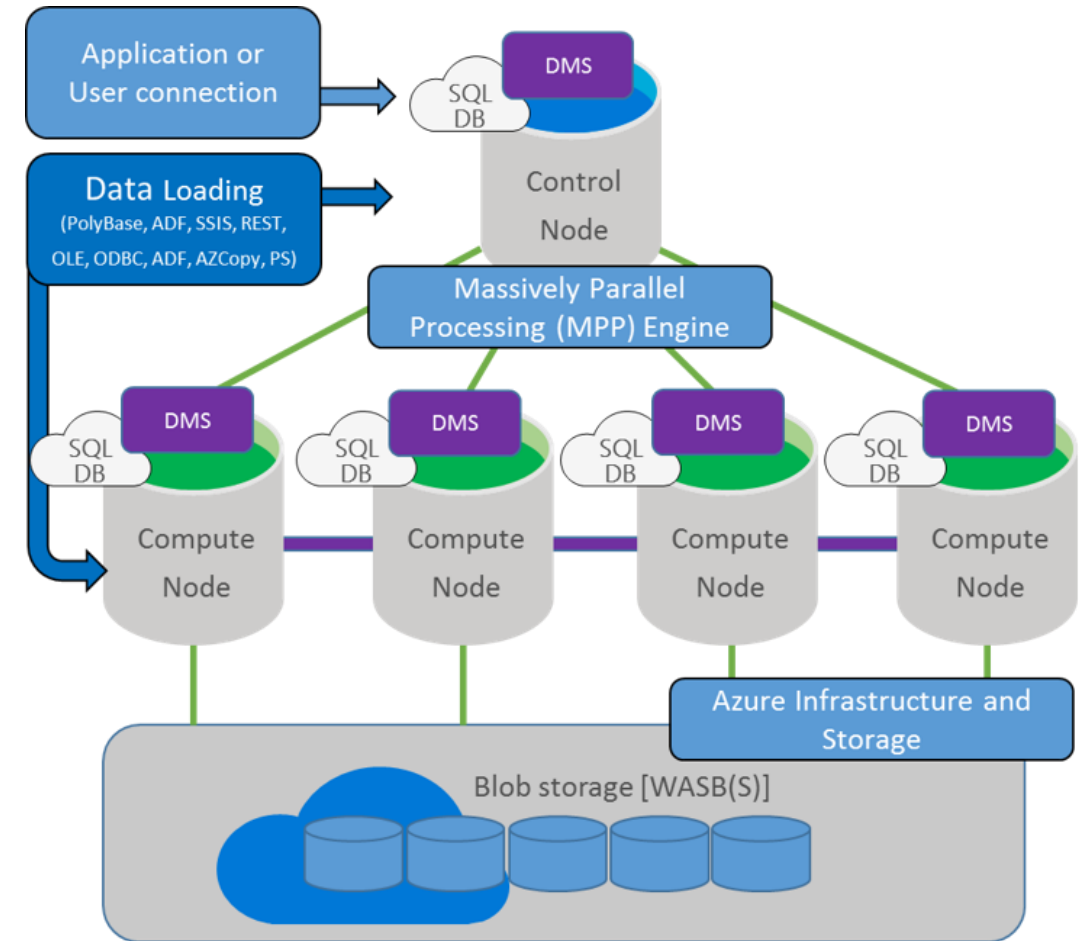 Application or
User connection
DMS
SQL
DB
Control
Node
Data Loading
(PolyBase, ADF, SSIS, REST,
OLE, ODBC, ADF, AZCopy, PS)
Massively Parallel
Processing (MPP) Engine
DMS
SQL
DB
Compute
Node
DMS
SQL
DB
Compute
Node
DMS
SQL
DB
Compute
Node
DMS
SQL
DB
Compute
Node
Azure Infrastructure and
Storage
Blob storage [WASB(S)]